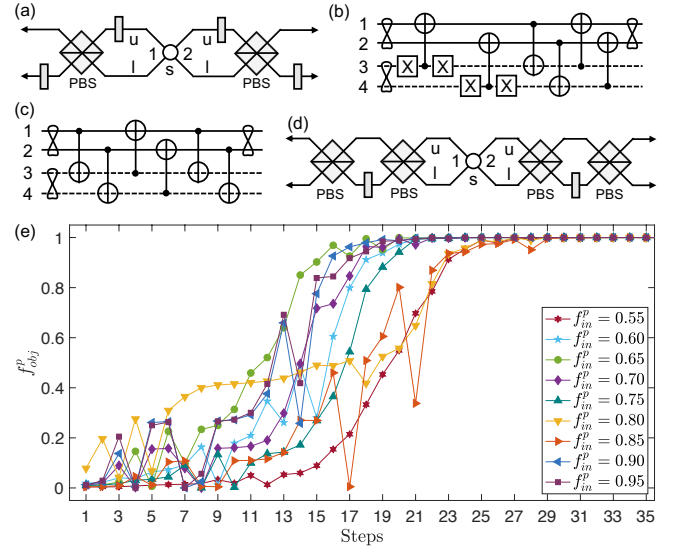 (a)
u
u
1
2
l
s
l
PBS
PBS
(b)
1
2
3
X
X
4
X
X
(c)
1
2
3
4
(d)
u
u
1
2
l
s
l
PBS
PBS
PBS
PBS
(e)
1
0.8
0.6
0.4
0.2
0
f^p_obj
1 3 5 7 9 11 13 15 17 19 21 23 25 27 29 31 33 35
Steps
f^p_in = 0.55
f^p_in = 0.60
f^p_in = 0.65
f^p_in = 0.70
f^p_in = 0.75
f^p_in = 0.80
f^p_in = 0.85
f^p_in = 0.90
f^p_in = 0.95